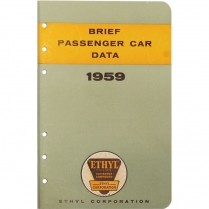 BRIEF
PASSENGER CAR
DATA
1959
ETHYL
ETHYL CORPORATION